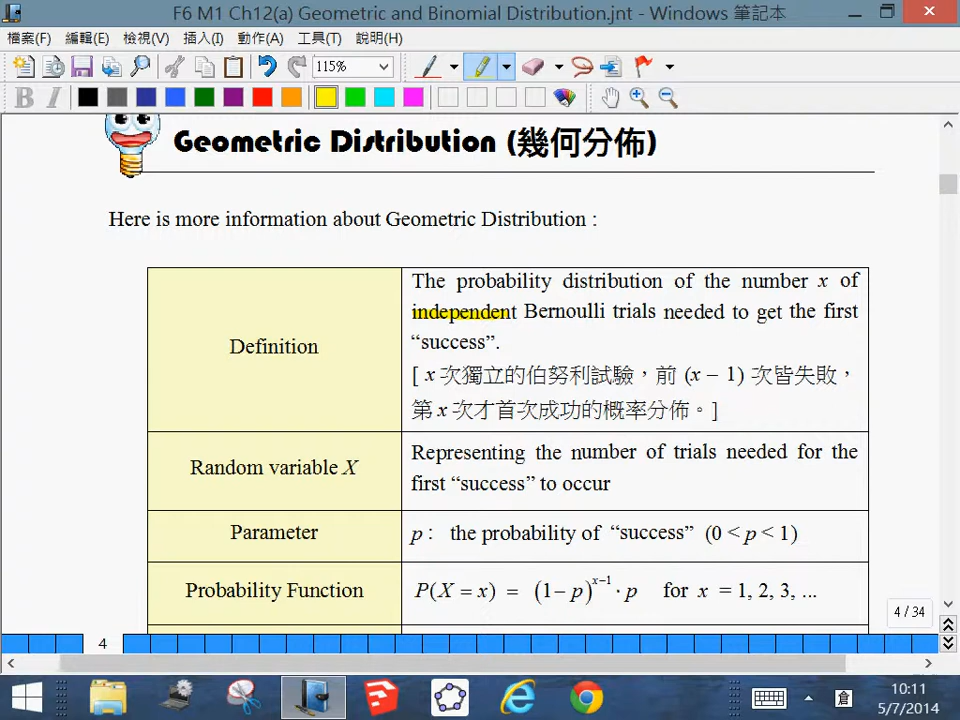 F6 M1 Ch12(a) Geometric and Binomial Distribution.jnt - Windows 筆記本
檔案(F) 編輯(E) 檢視(V) 插入(I) 動作(A) 工具(T) 說明(H)
115%
B I
Geometric Distribution (幾何分佈)
Here is more information about Geometric Distribution :
Definition
The probability distribution of the number x of
independent Bernoulli trials needed to get the first
“success”.
[ x 次獨立的伯努利試驗，前 (x − 1) 次皆失敗，
第 x 次才首次成功的概率分佈。]
Random variable X
Representing the number of trials needed for the
first “success” to occur
Parameter
p : the probability of “success” (0 < p < 1)
Probability Function
P(X = x) = (1− p)^{x−1} · p for x = 1, 2, 3, ...
4 / 34
4
倉
10:11
5/7/2014